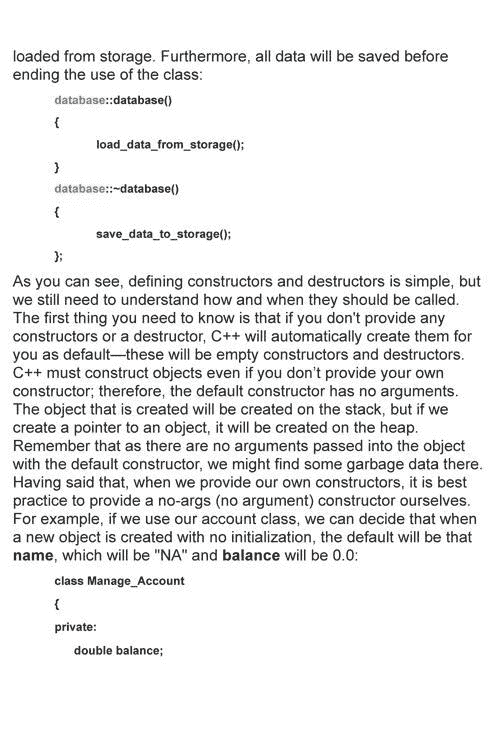 loaded from storage. Furthermore, all data will be saved before
ending the use of the class:
database::database()
{
load_data_from_storage();
}
database::~database()
{
save_data_to_storage();
};
As you can see, defining constructors and destructors is simple, but
we still need to understand how and when they should be called.
The first thing you need to know is that if you don't provide any
constructors or a destructor, C++ will automatically create them for
you as default—these will be empty constructors and destructors.
C++ must construct objects even if you don’t provide your own
constructor; therefore, the default constructor has no arguments.
The object that is created will be created on the stack, but if we
create a pointer to an object, it will be created on the heap.
Remember that as there are no arguments passed into the object
with the default constructor, we might find some garbage data there.
Having said that, when we provide our own constructors, it is best
practice to provide a no-args (no argument) constructor ourselves.
For example, if we use our account class, we can decide that when
a new object is created with no initialization, the default will be that
name, which will be "NA" and balance will be 0.0:
class Manage_Account
{
private:
double balance;